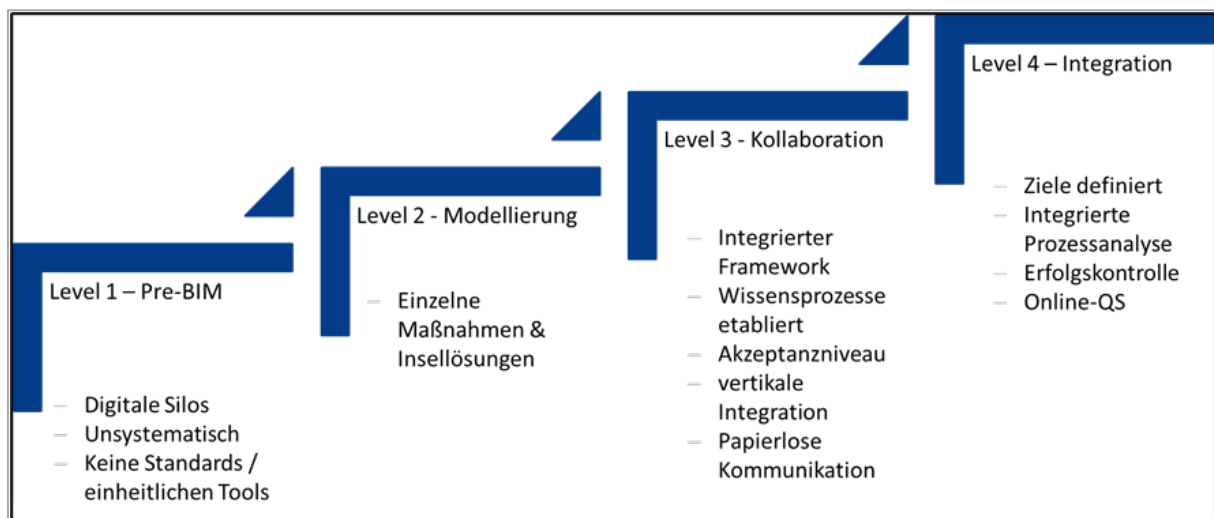 Level 1 – Pre-BIM
– Digitale Silos
– Unsystematisch
– Keine Standards /
einheitlichen Tools
Level 2 - Modellierung
– Einzelne
Maßnahmen &
Insellösungen
Level 3 - Kollaboration
– Integrierter
Framework
– Wissensprozesse
etabliert
– Akzeptanzniveau
– vertikale
Integration
– Papierlose
Kommunikation
Level 4 – Integration
– Ziele definiert
– Integrierte
Prozessanalyse
– Erfolgskontrolle
– Online-QS